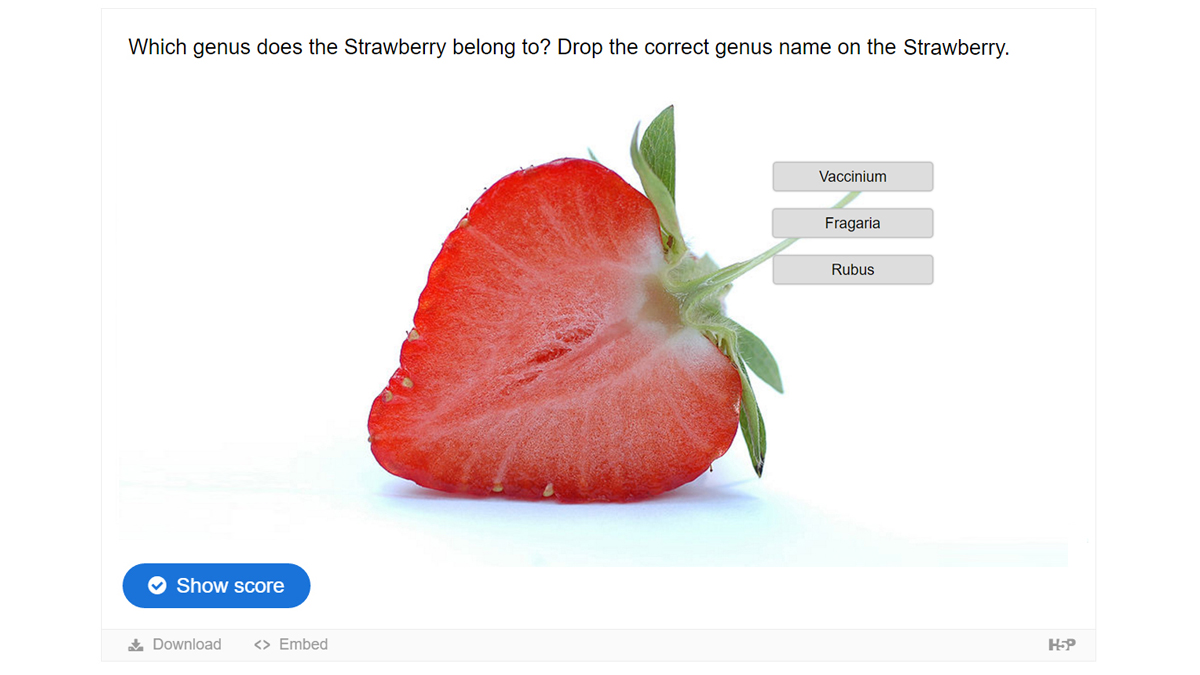 Which genus does the Strawberry belong to? Drop the correct genus name on the Strawberry.
Vaccinium
Fragaria
Rubus
Show score
Download <> Embed H5P